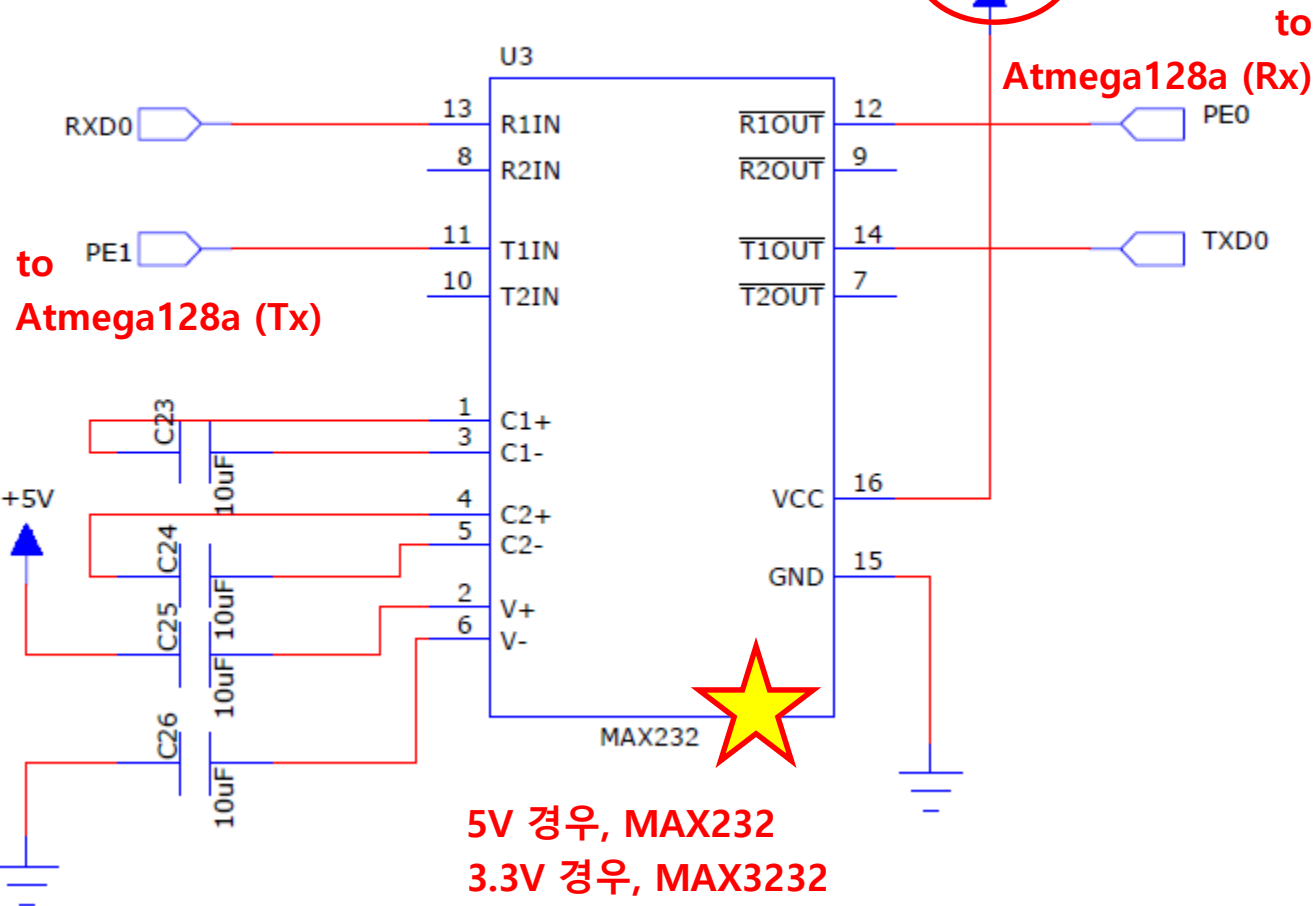 to
Atmega128a (Rx)
U3
RXD0
13
R1IN
R1OUT
12
PE0
8
R2IN
R2OUT
9
to
Atmega128a (Tx)
PE1
11
T1IN
T1OUT
14
TXD0
10
T2IN
T2OUT
7
C23
10uF
1
C1+
3
C1-
+5V
C24
10uF
4
C2+
5
C2-
VCC
16
C25
10uF
2
V+
6
V-
GND
15
C26
10uF
MAX232
5V 경우, MAX232
3.3V 경우, MAX3232